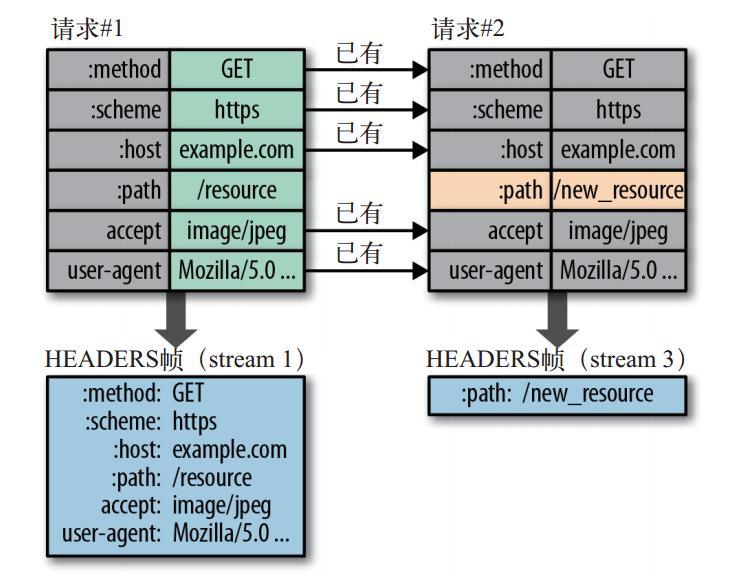 请求#1
:method GET
:scheme https
:host example.com
:path /resource
accept image/jpeg
user-agent Mozilla/5.0 ...
已有
已有
已有
已有
已有
请求#2
:method GET
:scheme https
:host example.com
:path /new_resource
accept image/jpeg
user-agent Mozilla/5.0 ...
HEADERS帧（stream 1）
:method: GET
:scheme: https
:host: example.com
:path: /resource
accept: image/jpeg
user-agent: Mozilla/5.0 ...
HEADERS帧（stream 3）
:path: /new_resource